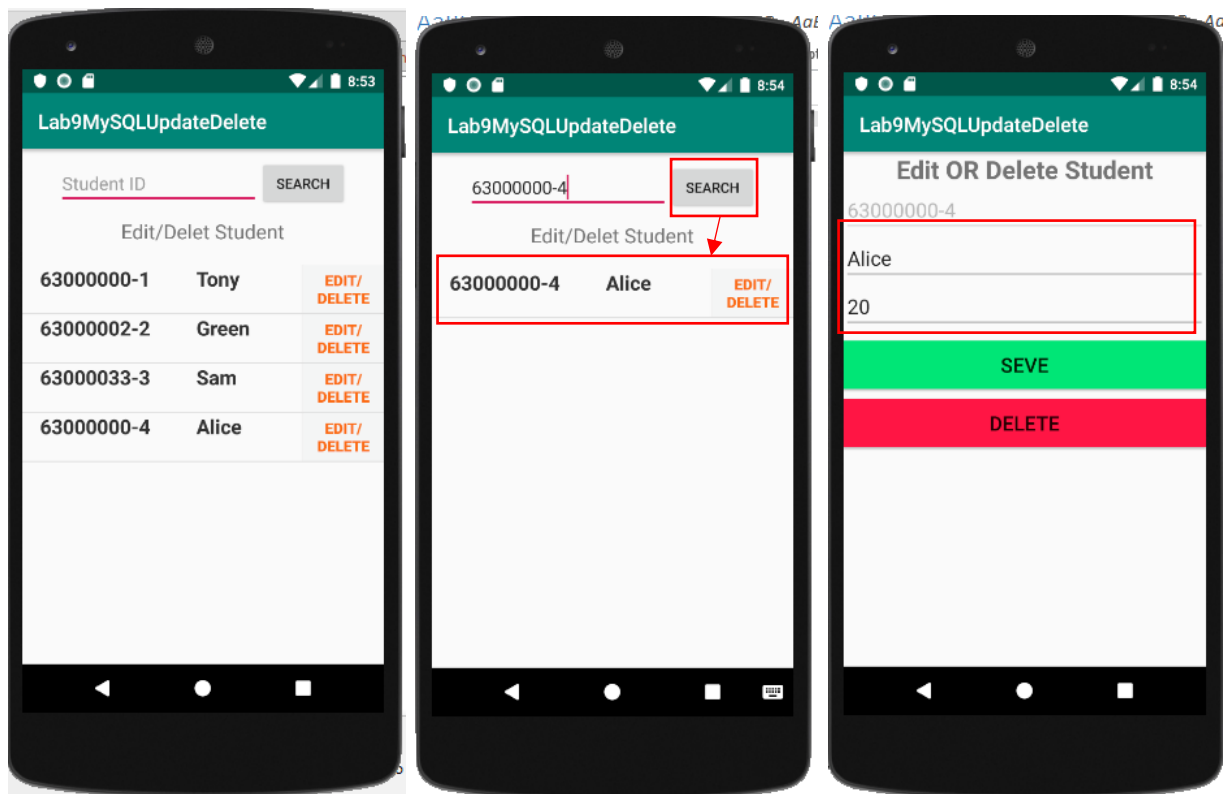 8:53
Lab9MySQLUpdateDelete
Student ID
SEARCH
Edit/Delet Student
63000000-1 Tony EDIT/
DELETE
63000002-2 Green EDIT/
DELETE
63000033-3 Sam EDIT/
DELETE
63000000-4 Alice EDIT/
DELETE
8:54
Lab9MySQLUpdateDelete
63000000-4
SEARCH
Edit/Delet Student
63000000-4 Alice EDIT/
DELETE
8:54
Lab9MySQLUpdateDelete
Edit OR Delete Student
63000000-4
Alice
20
SEVE
DELETE